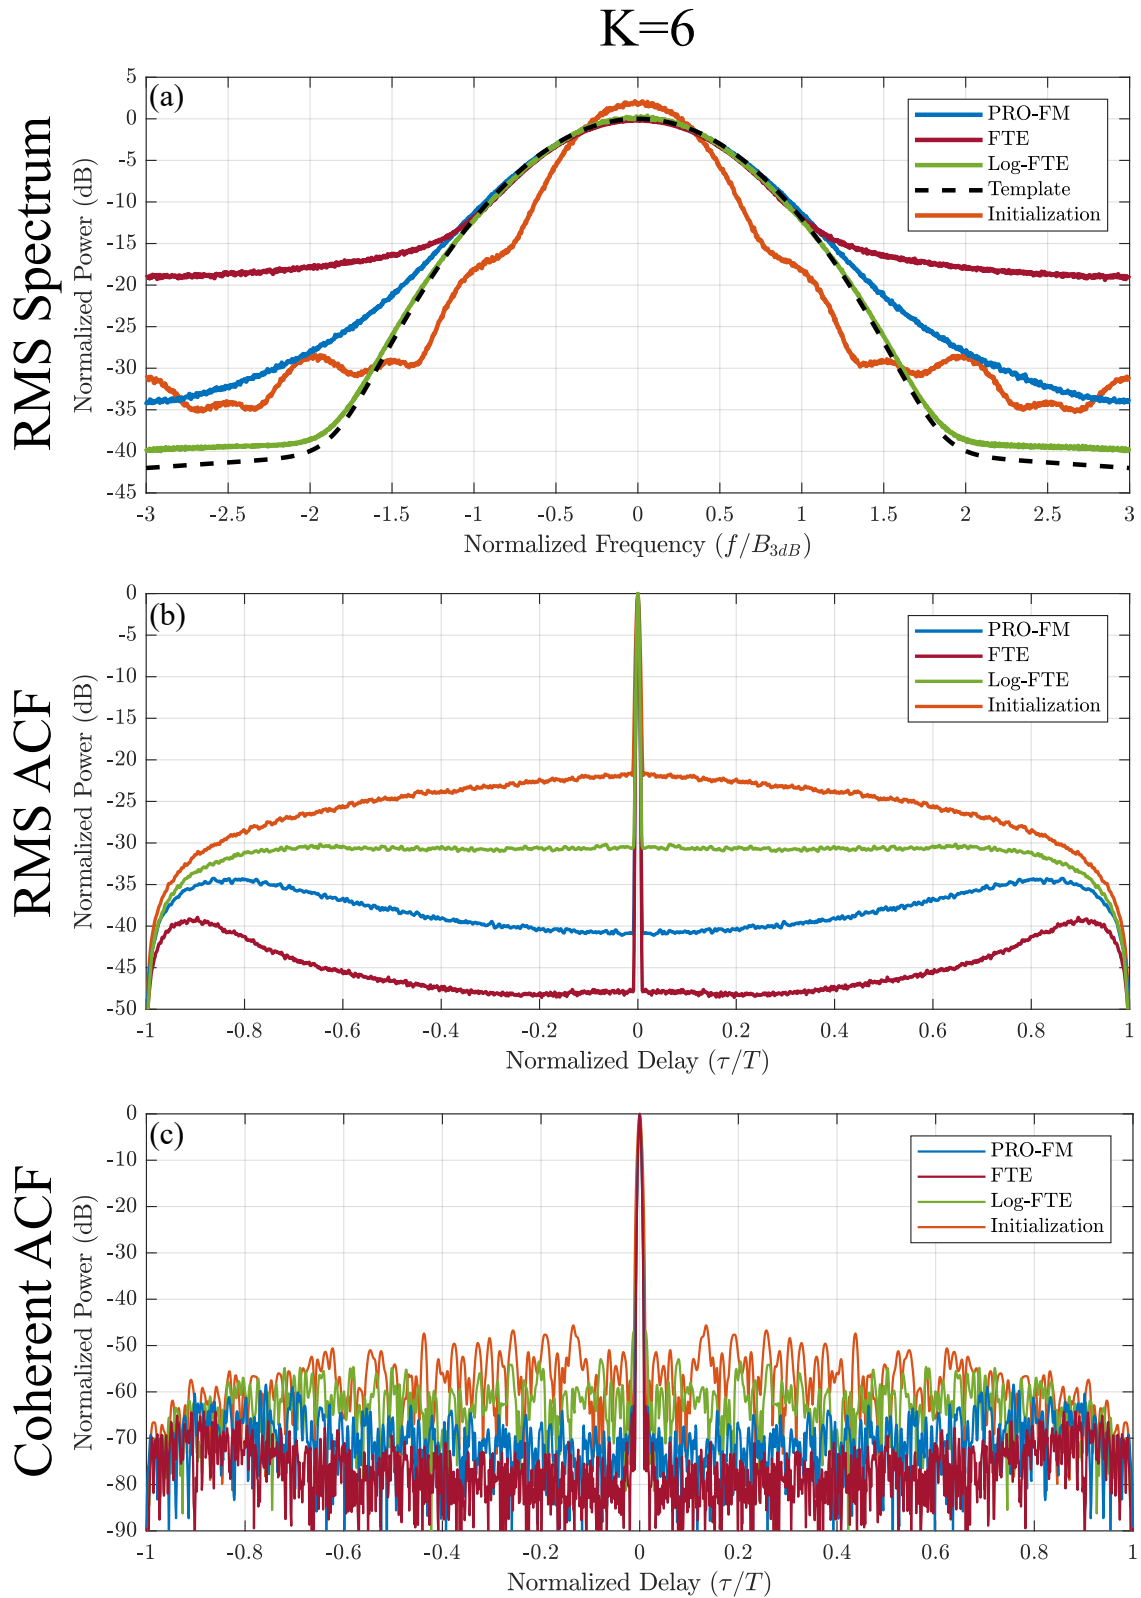 K=6
RMS Spectrum
(a)
Normalized Power (dB)
5
0
-5
-10
-15
-20
-25
-30
-35
-40
-45
PRO-FM
FTE
Log-FTE
Template
Initialization
-3 -2.5 -2 -1.5 -1 -0.5 0 0.5 1 1.5 2 2.5 3
Normalized Frequency (f/B_{3dB})
RMS ACF
(b)
Normalized Power (dB)
0
-5
-10
-15
-20
-25
-30
-35
-40
-45
-50
PRO-FM
FTE
Log-FTE
Initialization
-1 -0.8 -0.6 -0.4 -0.2 0 0.2 0.4 0.6 0.8 1
Normalized Delay (τ/T)
Coherent ACF
(c)
Normalized Power (dB)
0
-10
-20
-30
-40
-50
-60
-70
-80
-90
PRO-FM
FTE
Log-FTE
Initialization
-1 -0.8 -0.6 -0.4 -0.2 0 0.2 0.4 0.6 0.8 1
Normalized Delay (τ/T)